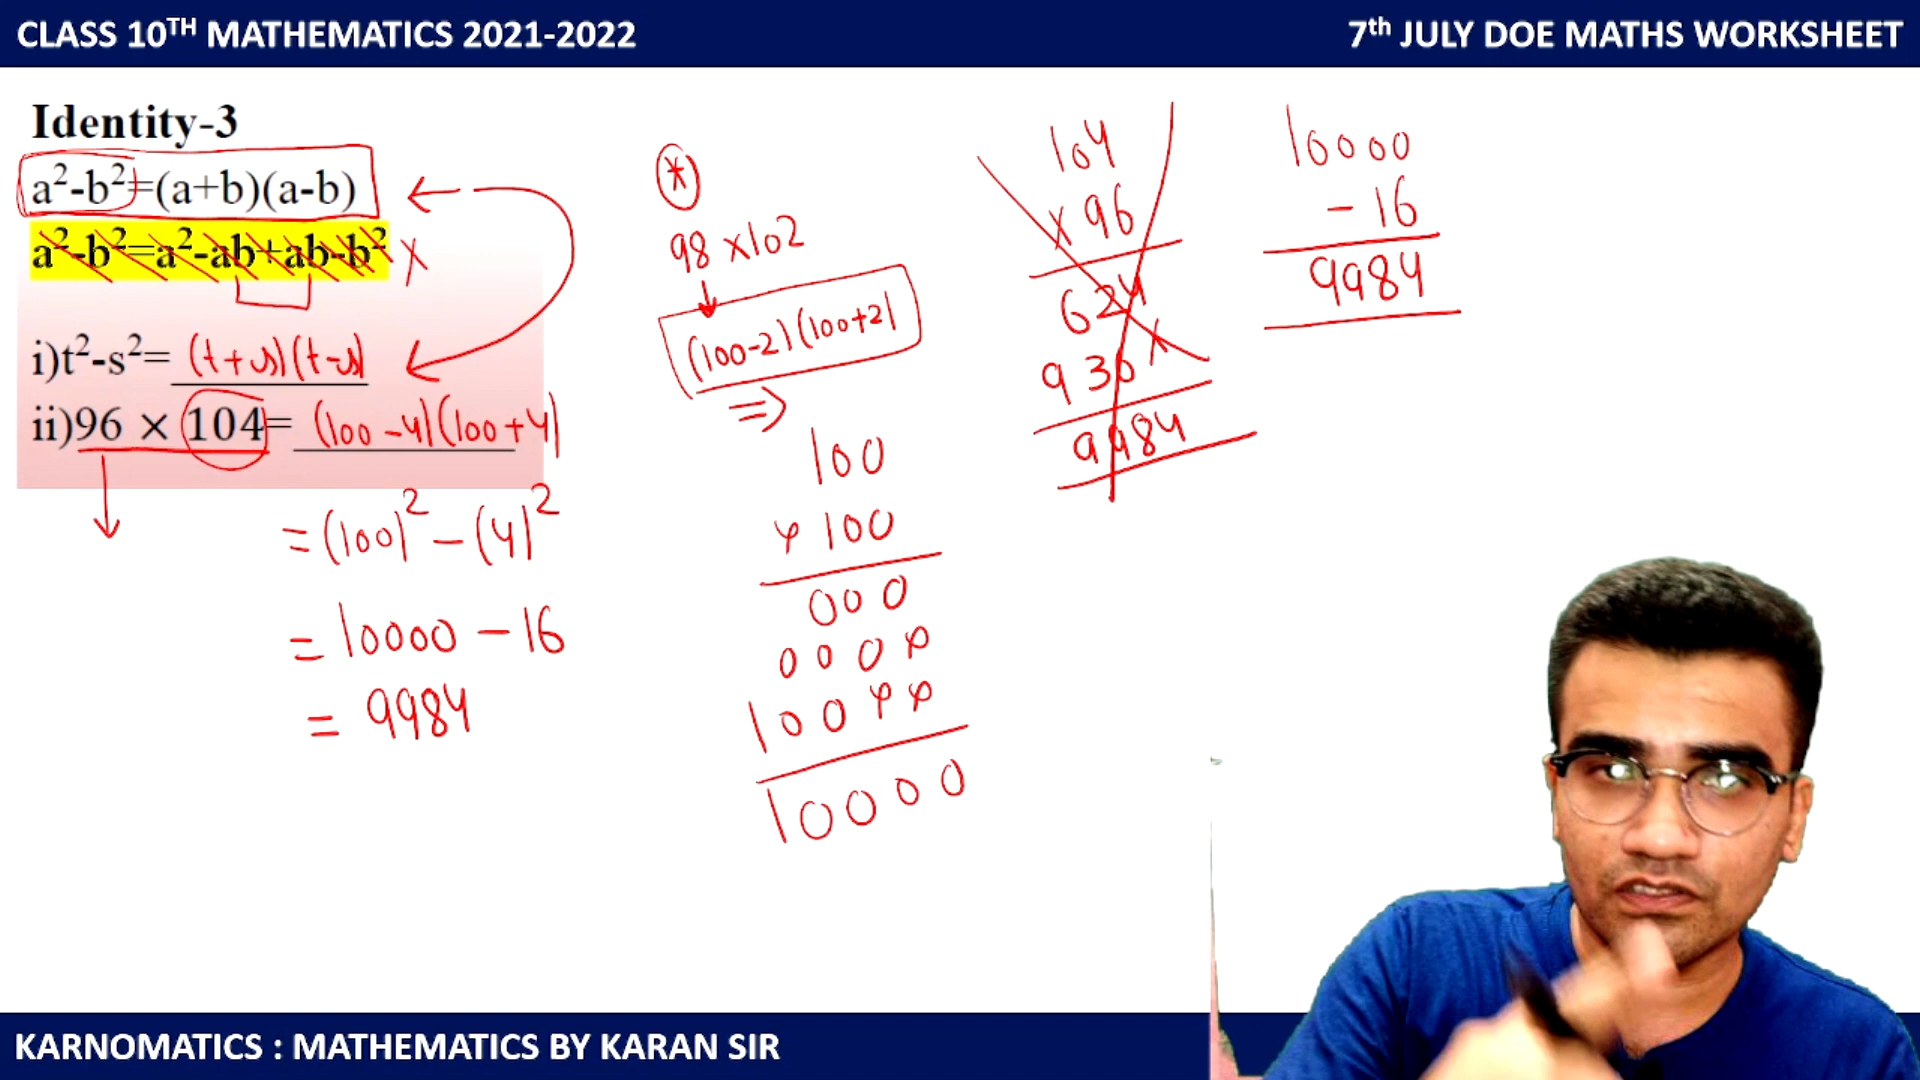 CLASS 10TH MATHEMATICS 2021-2022
7th JULY DOE MATHS WORKSHEET
Identity-3
a²-b²=(a+b)(a-b)
a²-b²=a²-ab+ab-b² X
i)t²-s²= (t+s)(t-s)
ii)96 × 104= (100-4)(100+4)
= (100)² - (4)²
= 10000 - 16
= 9984
*
98 ×102
(100-2)(100+2)
⇒
100
× 100
000
000×
100××
10000
104
× 96
624
936×
9984
10000
- 16
9984
KARNOMATICS : MATHEMATICS BY KARAN SIR